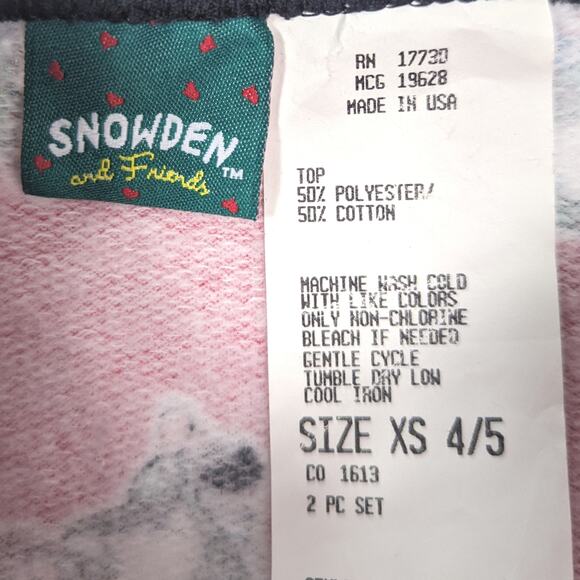 SNOWDEN
and Friends™
RN 17730
MCG 19628
MADE IN USA
TOP
50% POLYESTER/
50% COTTON
MACHINE WASH COLD
WITH LIKE COLORS
ONLY NON-CHLORINE
BLEACH IF NEEDED
GENTLE CYCLE
TUMBLE DRY LOW
COOL IRON
SIZE XS 4/5
CO 1613
2 PC SET